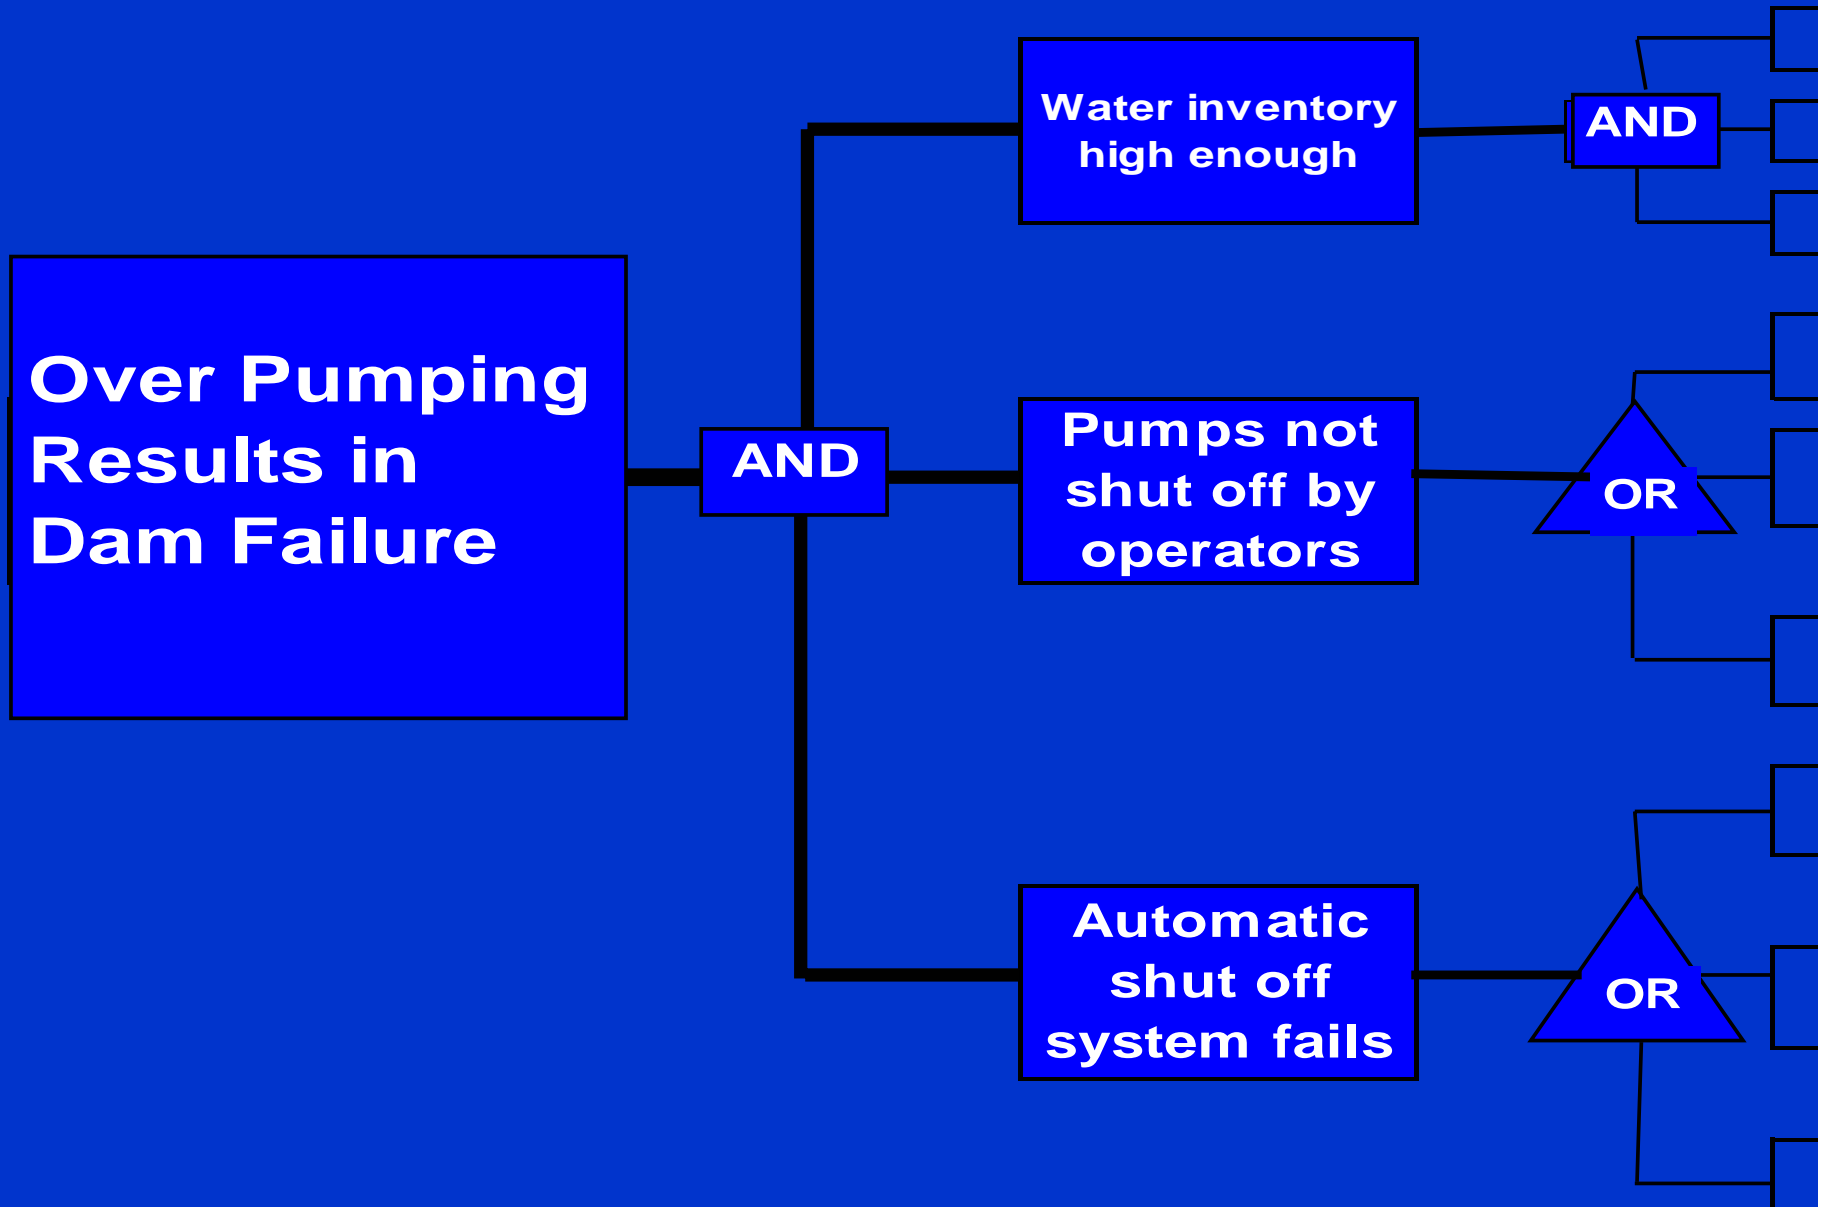 Over Pumping
Results in
Dam Failure
AND
Water inventory
high enough
AND
Pumps not
shut off by
operators
OR
Automatic
shut off
system fails
OR